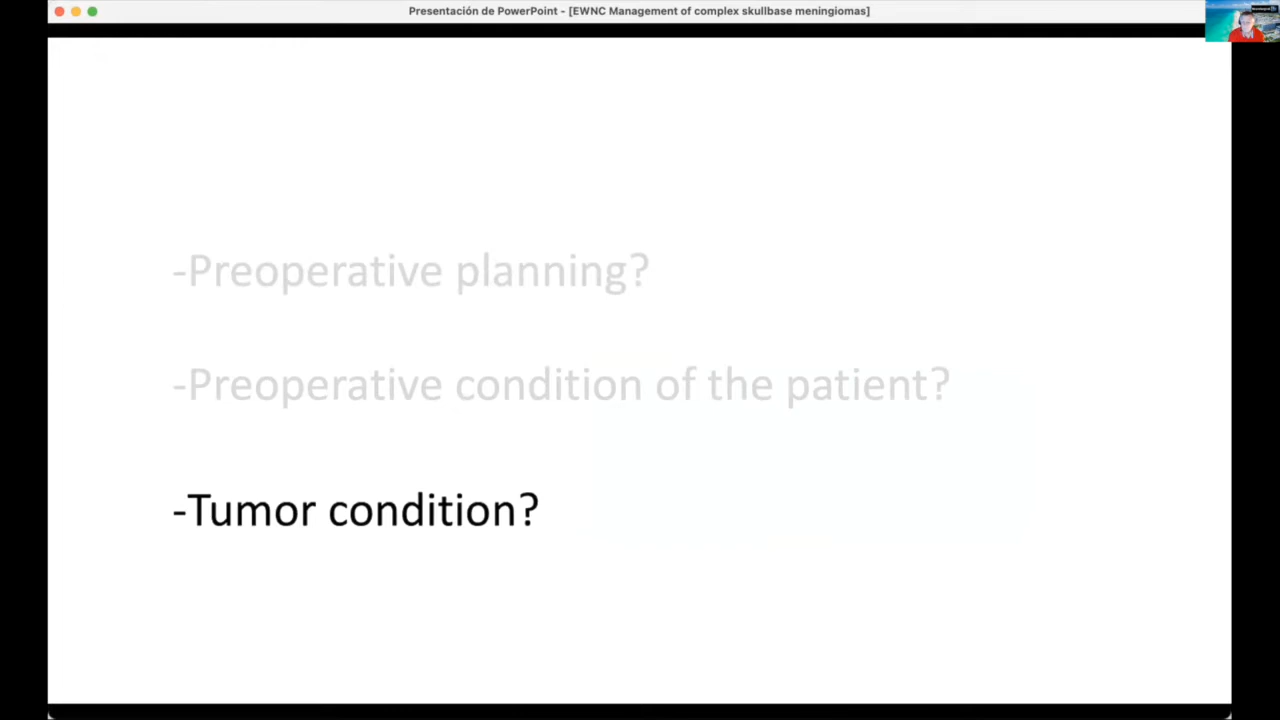 Presentación de PowerPoint - [EWNC Management of complex skullbase meningiomas]
-Preoperative planning?
-Preoperative condition of the patient?
-Tumor condition?